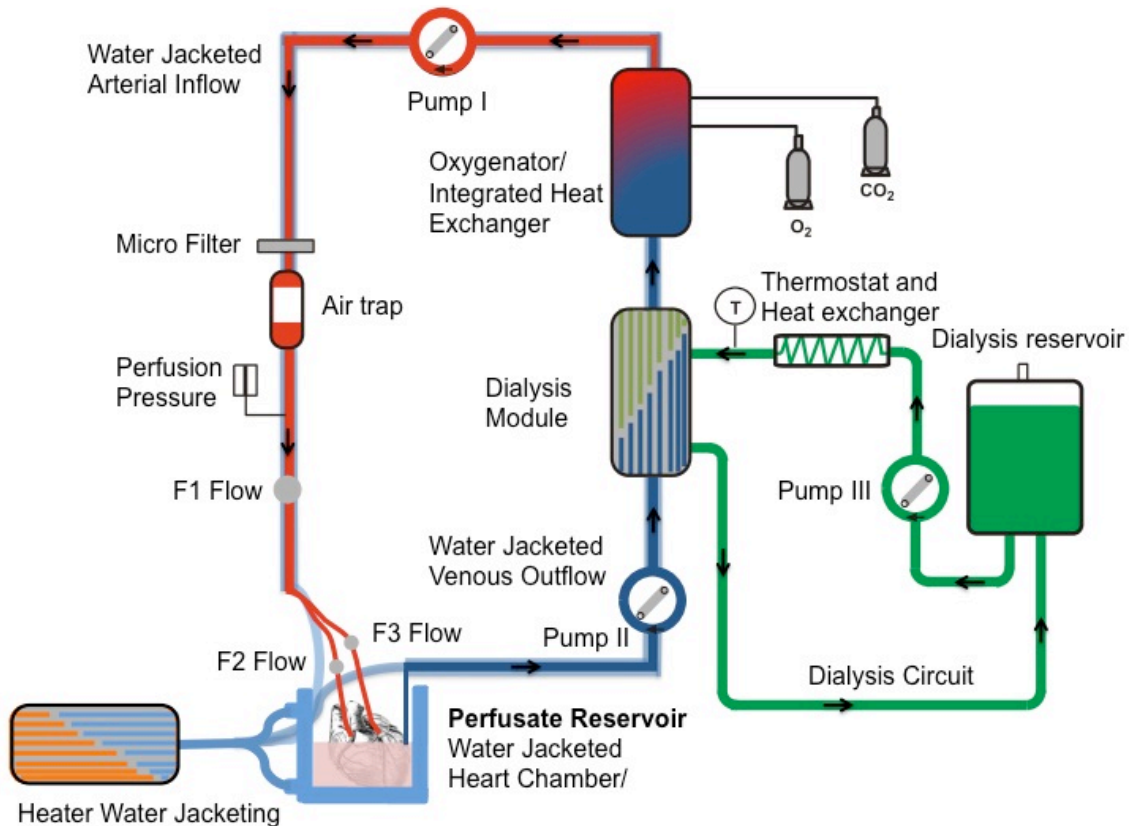 Water Jacketed
Arterial Inflow
Pump I
Oxygenator/
Integrated Heat
Exchanger
CO₂
O₂
Micro Filter
Air trap
Thermostat and
Heat exchanger
T
Dialysis reservoir
Perfusion
Pressure
Dialysis
Module
F1 Flow
Pump III
Water Jacketed
Venous Outflow
F3 Flow
Pump II
F2 Flow
Dialysis Circuit
Perfusate Reservoir
Water Jacketed
Heart Chamber/
Heater Water Jacketing